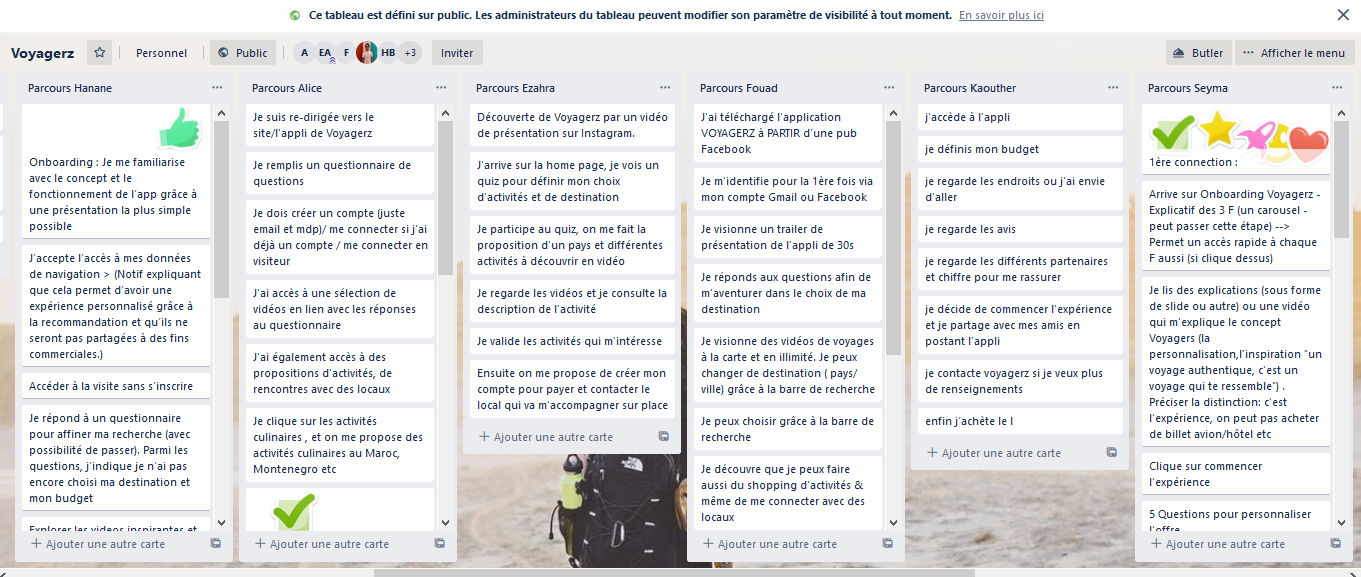 Ce tableau est défini sur public. Les administrateurs du tableau peuvent modifier son paramètre de visibilité à tout moment. En savoir plus ici
Voyagerz
Personnel
Public
A
EA
F
HB
+3
Inviter
Butler
Afficher le menu
Parcours Hanane
Onboarding : Je me familiarise
avec le concept et le
fonctionnement de l'app grâce à
une présentation la plus simple
possible
J'accepte l'accès à mes données
de navigation > (Notif expliquant
que cela permet d'avoir une
expérience personnalisé grâce à
la recommandation et qu'ils ne
seront pas partagées à des fins
commerciales.)
Accéder à la visite sans s'inscrire
Je répond à un questionnaire
pour affiner ma recherche (avec
possibilité de passer). Parmi les
questions, j'indique je n'ai pas
encore choisi ma destination et
mon budget
Explorer les videos inspirantes et
Ajouter une autre carte
Parcours Alice
Je suis re-dirigée vers le
site/l'appli de Voyagerz
Je remplis un questionnaire de
questions
Je dois créer un compte (juste
email et mdp)/ me connecter si j'ai
déjà un compte / me connecter en
visiteur
J'ai accès à une sélection de
vidéos en lien avec les réponses
au questionnaire
J'ai également accès à des
propositions d'activités, de
rencontres avec des locaux
Je clique sur les activités
culinaires , et on me propose des
activités culinaires au Maroc,
Montenegro etc
Ajouter une autre carte
Parcours Ezahra
Découverte de Voyagerz par un vidéo
de présentation sur Instagram.
J'arrive sur la home page, je vois un
quiz pour définir mon choix
d'activités et de destination
Je participe au quiz, on me fait la
proposition d'un pays et différentes
activités à découvrir en vidéo
Je regarde les vidéos et je consulte la
description de l'activité
Je valide les activités qui m'intéresse
Ensuite on me propose de créer mon
compte pour payer et contacter le
local qui va m'accompagner sur place
Ajouter une autre carte
Parcours Fouad
J'ai téléchargé l'application
VOYAGERZ à PARTIR d'une pub
Facebook
Je m'identifie pour la 1ère fois via
mon compte Gmail ou Facebook
Je visionne un trailer de
présentation de l'appli de 30s
Je réponds aux questions afin de
m'aventurer dans le choix de ma
destination
Je visionne des vidéos de voyages
à la carte et en illimité. Je peux
changer de destination ( pays/
ville) grâce à la barre de recherche
Je peux choisir grâce à la barre de
recherche
Je découvre que je peux faire
aussi du shopping d'activités &
même de me connecter avec des
locaux
Ajouter une autre carte
Parcours Kaouther
j'accède à l'appli
je définis mon budget
je regarde les endroits ou j'ai envie
d'aller
je regarde les avis
je regarde les différents partenaires
et chiffre pour me rassurer
je décide de commencer l'expérience
et je partage avec mes amis en
postant l'appli
je contacte voyagerz si je veux plus
de renseignements
enfin j'achète le l
Ajouter une autre carte
Parcours Seyma
1ère connection :
Arrive sur Onboarding Voyagerz -
Explicatif des 3 F (un carousel -
peut passer cette étape) -->
Permet un accès rapide à chaque
F aussi (si clique dessus)
Je lis des explications (sous forme
de slide ou autre) ou une vidéo
qui m'explique le concept
Voyagers (la
personnalisation,l'inspiration "un
voyage authentique, c'est un
voyage qui te ressemble") .
Préciser la distinction: c'est
l'expérience, on peut pas acheter
de billet avion/hôtel etc
Clique sur commencer
l'expérience
5 Questions pour personnaliser
l'offre
Ajouter une autre carte
THE NORTH FACE